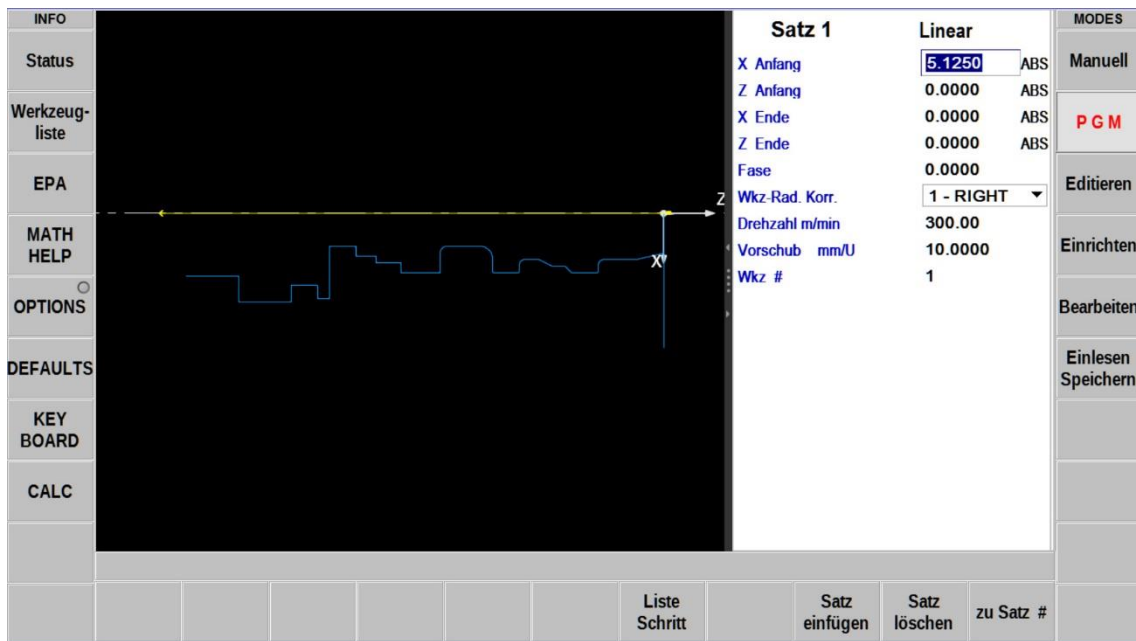 INFO
Status
Werkzeug-
liste
EPA
MATH
HELP
OPTIONS
DEFAULTS
KEY
BOARD
CALC
Z
X
Satz 1 Linear
X Anfang 5.1250 ABS
Z Anfang 0.0000 ABS
X Ende 0.0000 ABS
Z Ende 0.0000 ABS
Fase 0.0000
Wkz-Rad. Korr. 1 - RIGHT
Drehzahl m/min 300.00
Vorschub mm/U 10.0000
Wkz # 1
MODES
Manuell
P G M
Editieren
Einrichten
Bearbeiten
Einlesen
Speichern
Liste
Schritt
Satz
einfügen
Satz
löschen
zu Satz #